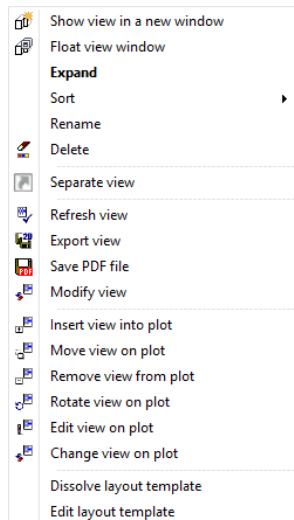 Show view in a new window
Float view window
Expand
Sort
Rename
Delete
Separate view
Refresh view
Export view
Save PDF file
Modify view
Insert view into plot
Move view on plot
Remove view from plot
Rotate view on plot
Edit view on plot
Change view on plot
Dissolve layout template
Edit layout template